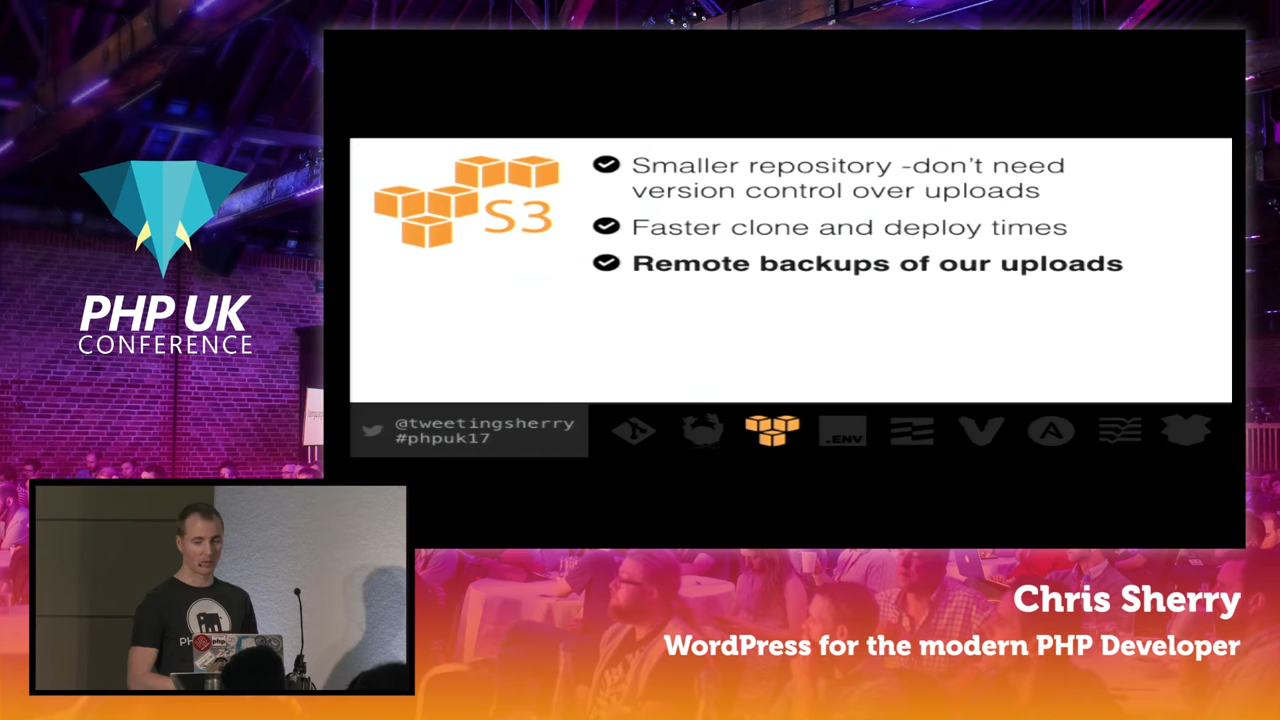 PHP UK
CONFERENCE
S3
Smaller repository -don't need
version control over uploads
Faster clone and deploy times
Remote backups of our uploads
@tweetingsherry
#phpuk17
.ENV
A
php
Chris Sherry
WordPress for the modern PHP Developer